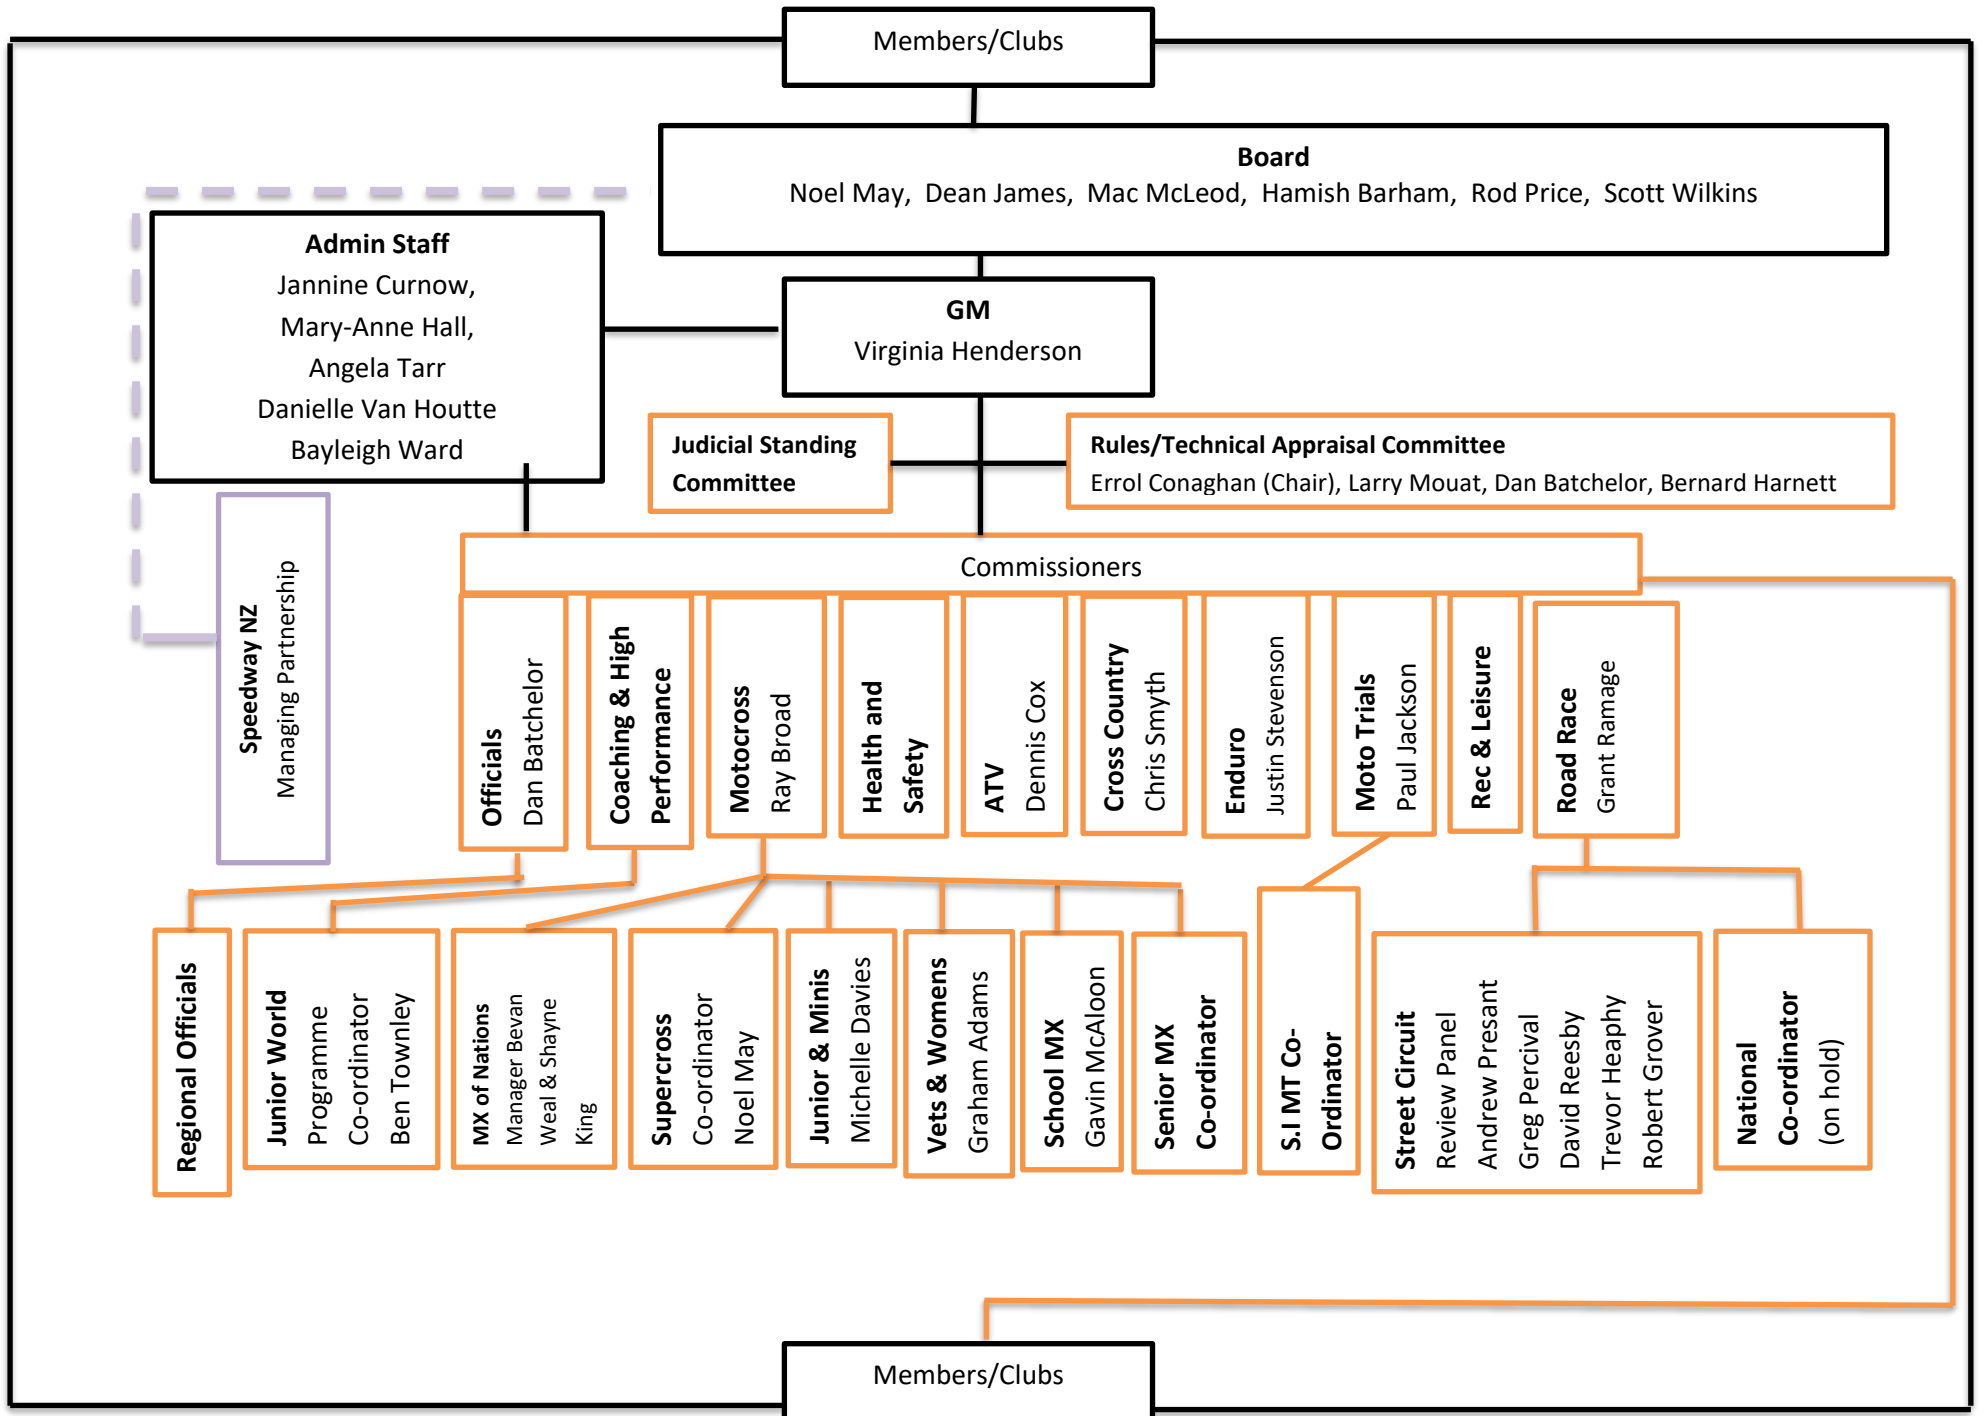 Members/Clubs
Board
Noel May, Dean James, Mac McLeod, Hamish Barham, Rod Price, Scott Wilkins
Admin Staff
Jannine Curnow,
Mary-Anne Hall,
Angela Tarr
Danielle Van Houtte
Bayleigh Ward
GM
Virginia Henderson
Judicial Standing
Committee
Rules/Technical Appraisal Committee
Errol Conaghan (Chair), Larry Mouat, Dan Batchelor, Bernard Harnett
Speedway NZ
Managing Partnership
Commissioners
Officials
Dan Batchelor
Coaching & High
Performance
Motocross
Ray Broad
Health and
Safety
ATV
Dennis Cox
Cross Country
Chris Smyth
Enduro
Justin Stevenson
Moto Trials
Paul Jackson
Rec & Leisure
Road Race
Grant Ramage
Regional Officials
Junior World
Programme
Co-ordinator
Ben Townley
MX of Nations
Manager Bevan
Weal & Shayne
King
Supercross
Co-ordinator
Noel May
Junior & Minis
Michelle Davies
Vets & Womens
Graham Adams
School MX
Gavin McAloon
Senior MX
Co-ordinator
S.I MT Co-
Ordinator
Street Circuit
Review Panel
Andrew Presant
Greg Percival
David Reesby
Trevor Heaphy
Robert Grover
National
Co-ordinator
(on hold)
Members/Clubs